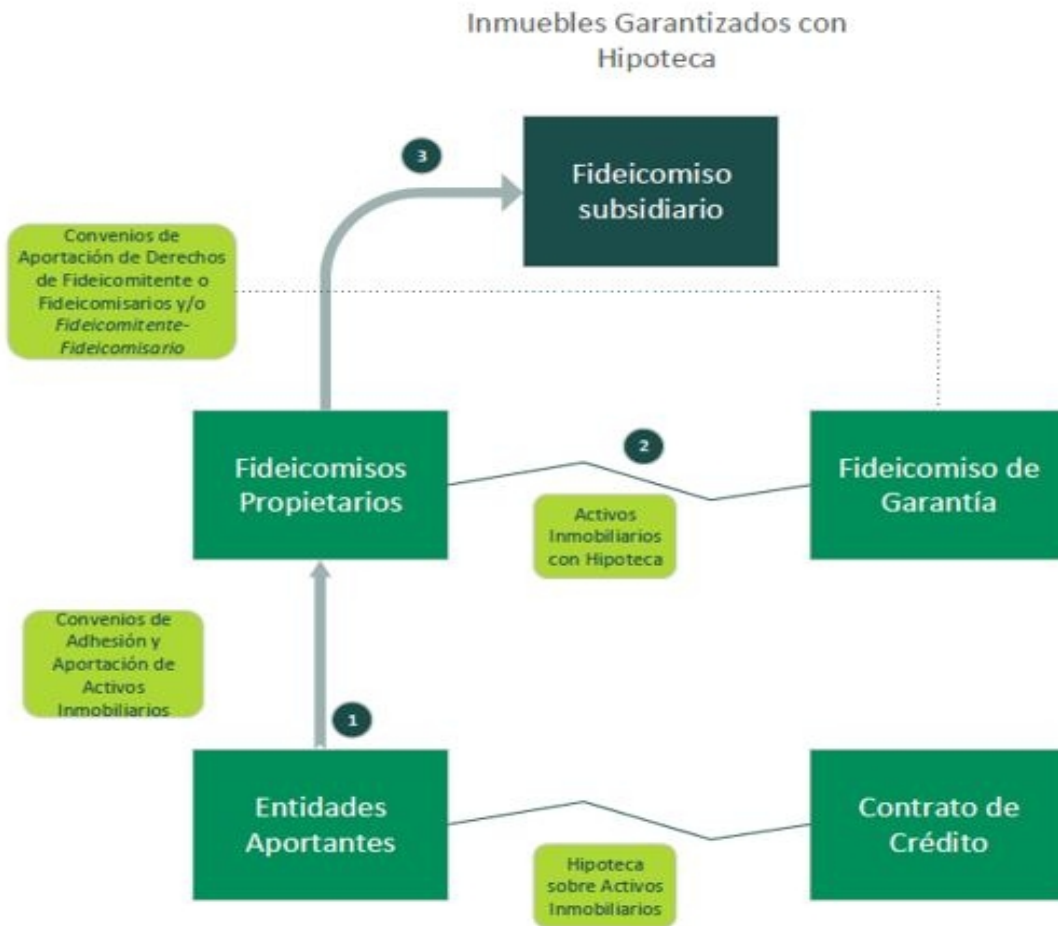 Inmuebles Garantizados con
Hipoteca
3
Fideicomiso
subsidiario
Convenios de
Aportación de Derechos
de Fideicomitente o
Fideicomisarios y/o
Fideicomitente-
Fideicomisario
Fideicomisos
Propietarios
2
Activos
Inmobiliarios
con Hipoteca
Fideicomiso de
Garantía
Convenios de
Adhesión y
Aportación de
Activos
Inmobiliarios
1
Entidades
Aportantes
Hipoteca
sobre Activos
Inmobiliarios
Contrato de
Crédito